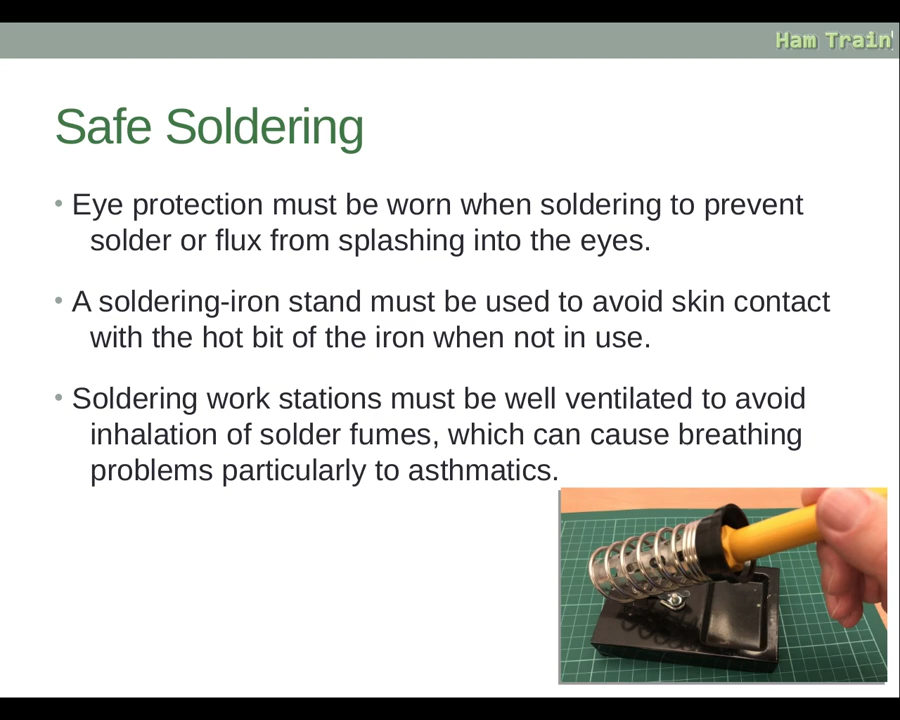 Ham Train
Safe Soldering
• Eye protection must be worn when soldering to prevent
solder or flux from splashing into the eyes.
• A soldering-iron stand must be used to avoid skin contact
with the hot bit of the iron when not in use.
• Soldering work stations must be well ventilated to avoid
inhalation of solder fumes, which can cause breathing
problems particularly to asthmatics.